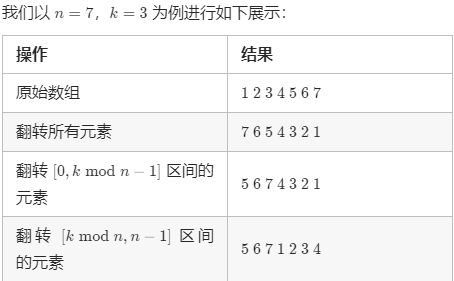 我们以 n = 7，k = 3 为例进行如下展示：
操作 结果
原始数组 1 2 3 4 5 6 7
翻转所有元素 7 6 5 4 3 2 1
翻转 [0, k mod n − 1] 区间的
元素 5 6 7 4 3 2 1
翻转 [k mod n, n − 1] 区间
的元素 5 6 7 1 2 3 4